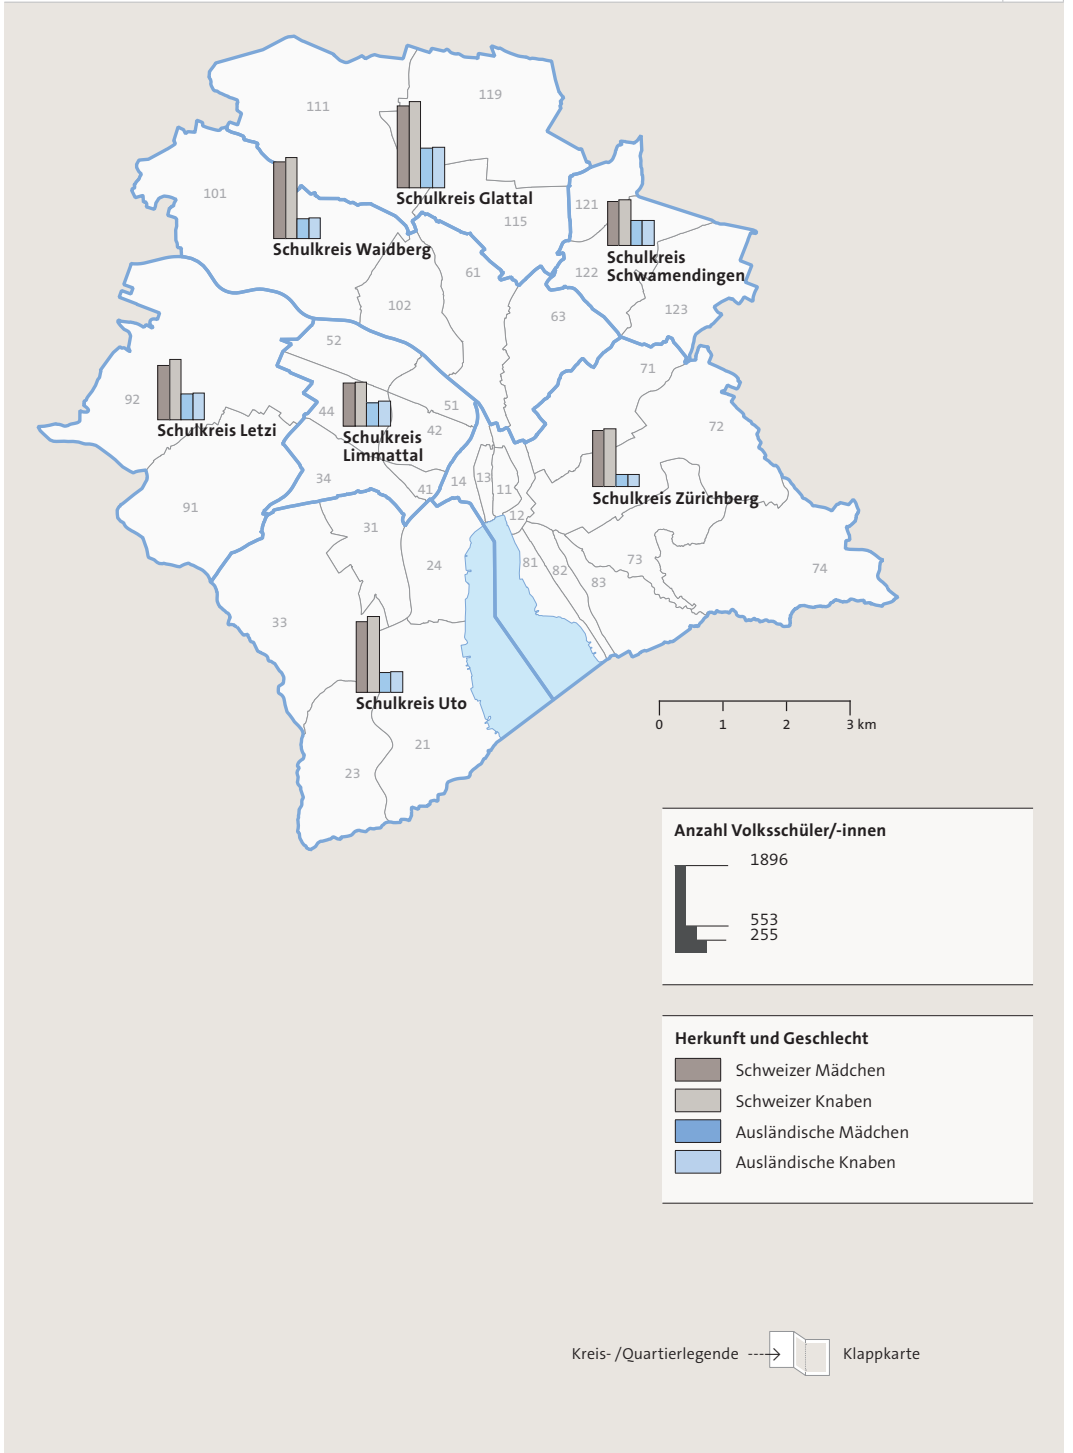 111
119
101
Schulkreis Glattal
121
115
Schulkreis Waidberg
Schulkreis
Schwamendingen
61
122
102
63
123
52
71
92
44
51
42
72
Schulkreis Letzi
Schulkreis
Limmattal
34
41
14
13
11
Schulkreis Zürichberg
91
12
31
24
81
82
83
73
74
33
Schulkreis Uto
21
23
0
1
2
3 km
Anzahl Volksschüler/-innen
1896
553
255
Herkunft und Geschlecht
Schweizer Mädchen
Schweizer Knaben
Ausländische Mädchen
Ausländische Knaben
Kreis- /Quartierlegende
Klappkarte